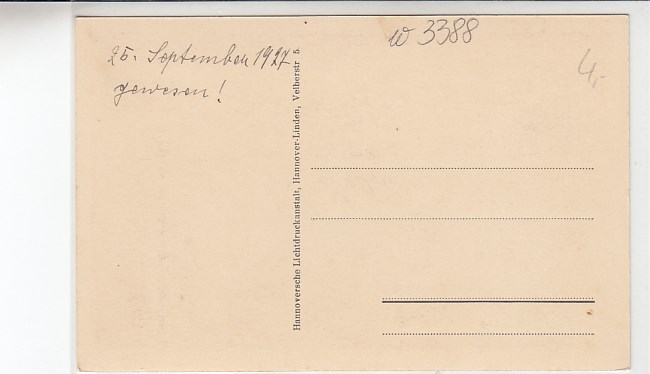 25. September 1927
gewesen!
Hannoversche Lichtdruckanstalt, Hannover-Linden, Velberstr 5
W 3388
4,-